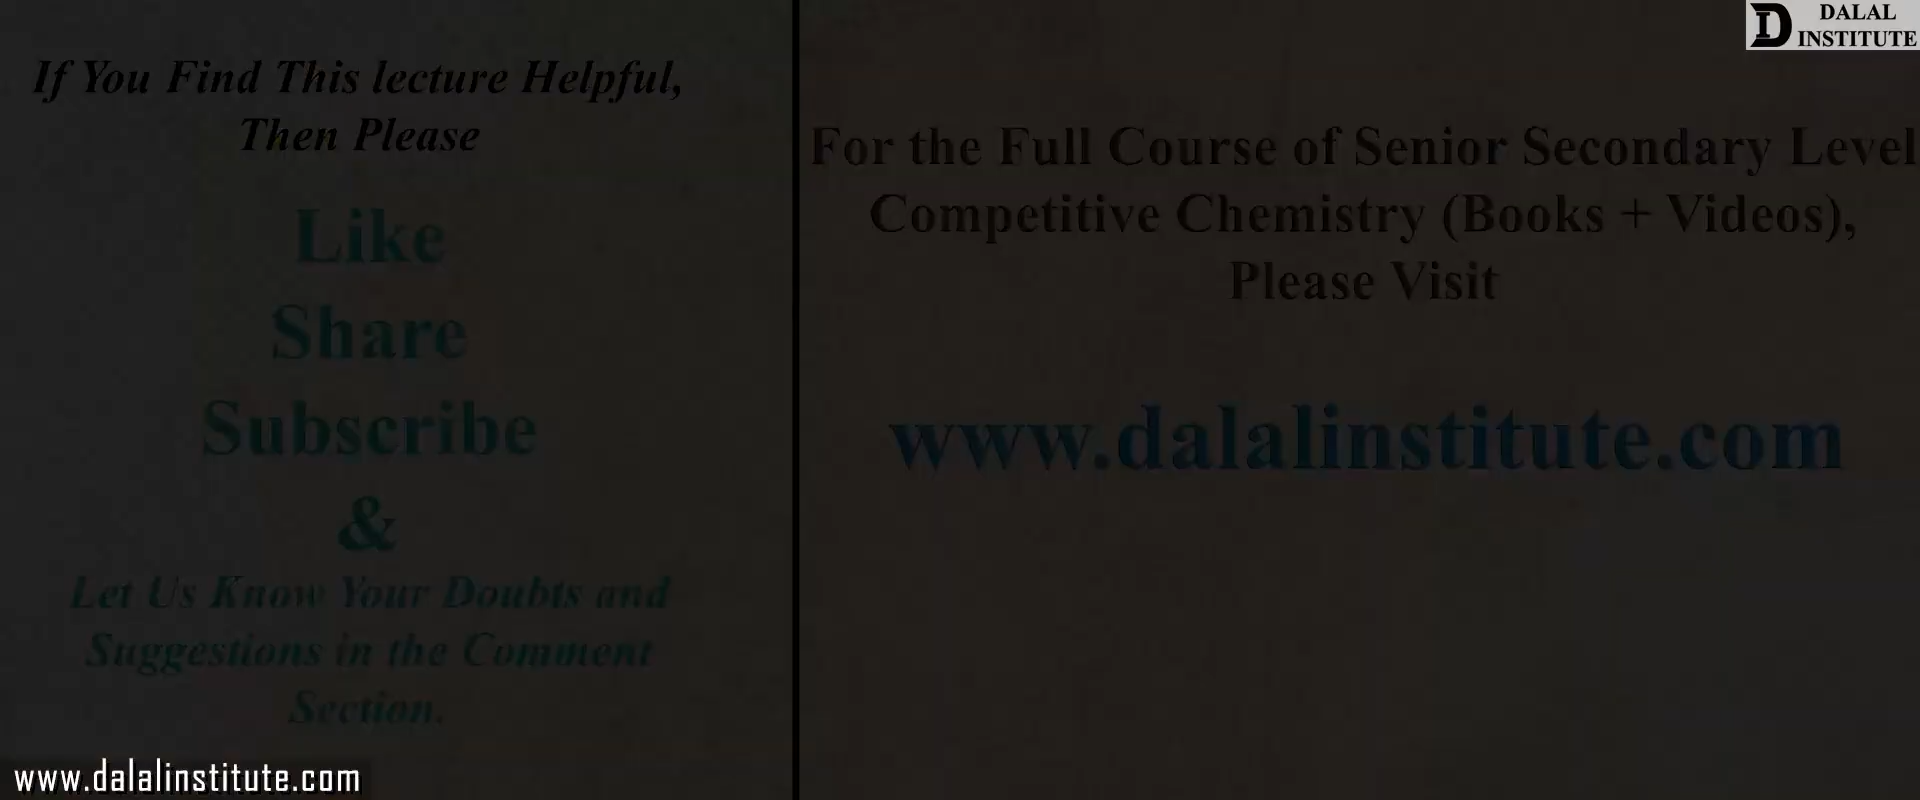 DALAL
INSTITUTE
If You Find This lecture Helpful,
Then Please
Like
Share
Subscribe
&
Let Us Know Your Doubts and
Suggestions in the Comment
Section.
For the Full Course of Senior Secondary Level
Competitive Chemistry (Books + Videos),
Please Visit
www.dalalinstitute.com
www.dalalinstitute.com